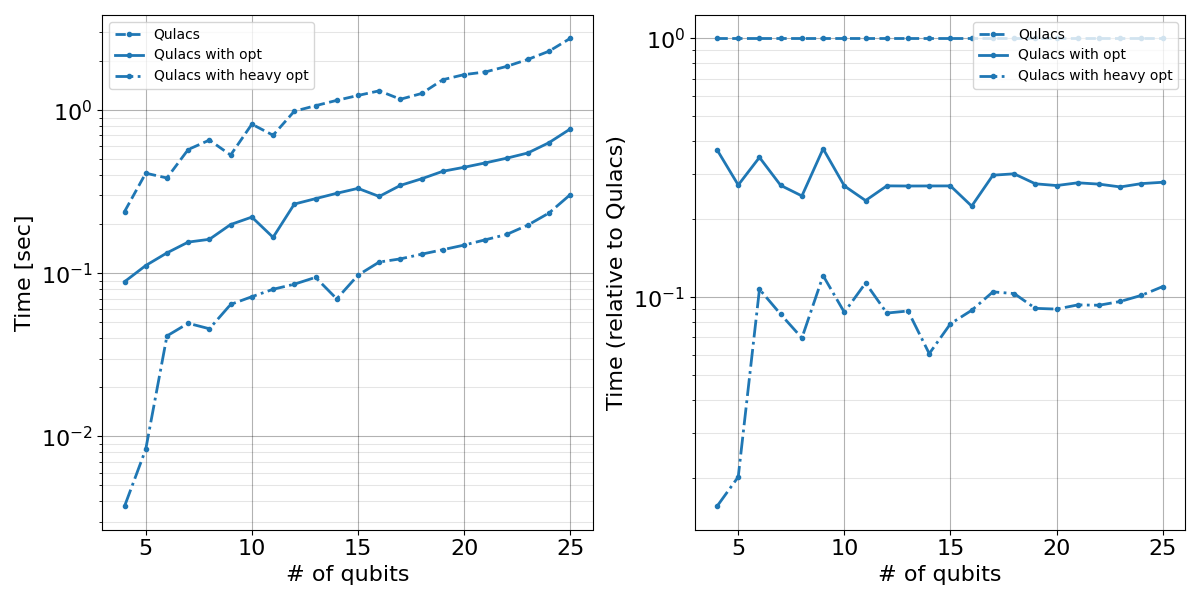 Qulacs
Qulacs with opt
Qulacs with heavy opt
10⁰
10⁻¹
10⁻²
Time [sec]
5 10 15 20 25
# of qubits
Qulacs
Qulacs with opt
Qulacs with heavy opt
10⁰
10⁻¹
Time (relative to Qulacs)
5 10 15 20 25
# of qubits